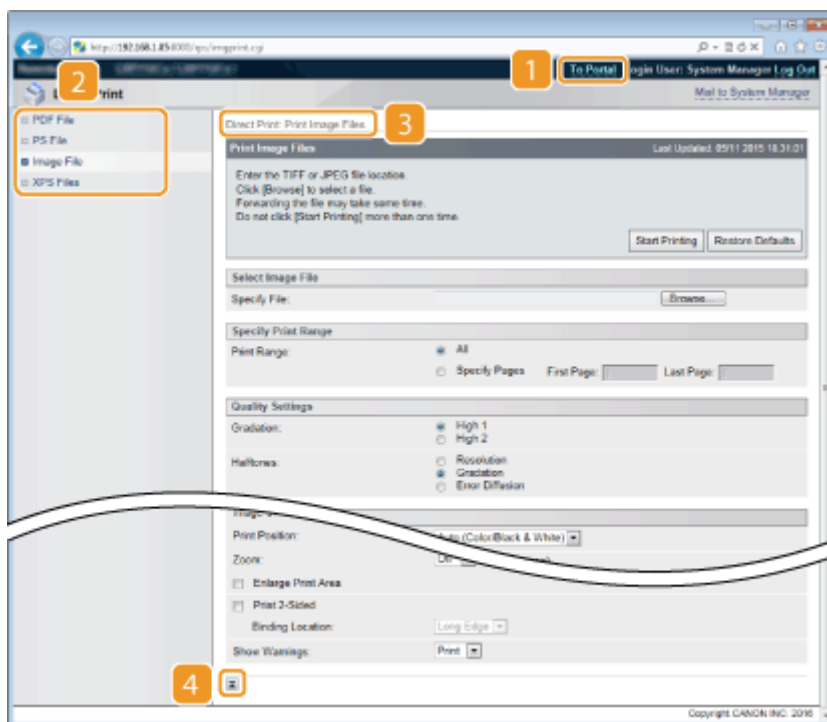 http://192.168.1.85:8000/rps/imgprint.cgi
1
To Portal Login User: System Manager Log Out
2
Print
Mail to System Manager
PDF File
PS File
Image File
XPS Files
Direct Print: Print Image Files
3
Print Image Files
Last Updated: 09/11 2015 18:31:01
Enter the TIFF or JPEG file location.
Click [Browse] to select a file.
Forwarding the file may take some time.
Do not click [Start Printing] more than one time.
Start Printing
Restore Defaults
Select Image File
Specify File:
Browse...
Specify Print Range
Print Range:
All
Specify Pages First Page: Last Page:
Quality Settings
Gradation:
High 1
High 2
Halftones:
Resolution
Gradation
Error Diffusion
Print Position:
Auto (Color/Black & White)
Zoom:
Off
Enlarge Print Area
Print 2-Sided
Binding Location:
Long Edge
Show Warnings:
Print
4
Copyright CANON INC. 2016